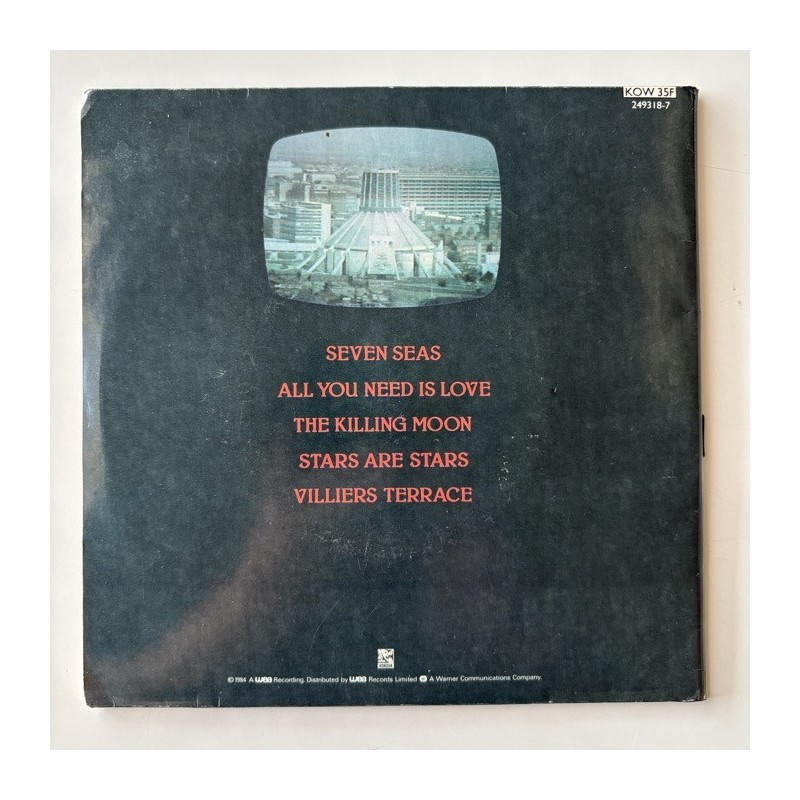 KOW 35F
249318-7
SEVEN SEAS
ALL YOU NEED IS LOVE
THE KILLING MOON
STARS ARE STARS
VILLIERS TERRACE
KOROVA
© 1984 A wea Recording. Distributed by wea Records Limited A Warner Communications Company.